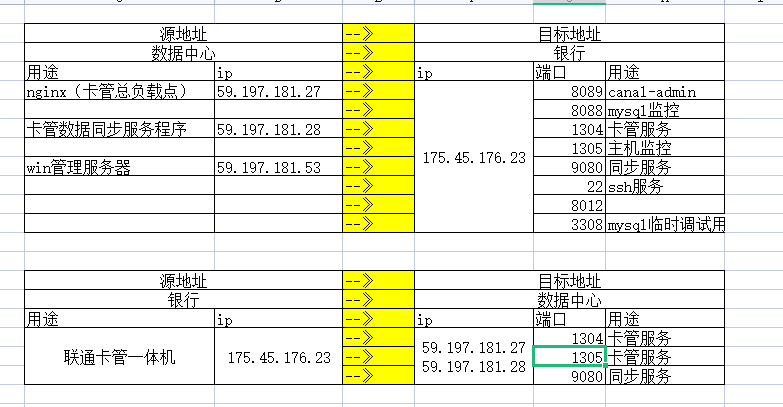 源地址 --》 目标地址
数据中心 --》 银行
用途 ip --》 ip 端口 用途
nginx（卡管总负载点） 59.197.181.27 --》 175.45.176.23 8089 canal-admin
--》 8088 mysql监控
卡管数据同步服务程序 59.197.181.28 --》 1304 卡管服务
--》 1305 主机监控
win管理服务器 59.197.181.53 --》 9080 同步服务
--》 22 ssh服务
--》 8012
--》 3308 mysql临时调试用
源地址 --》 目标地址
银行 --》 数据中心
用途 ip --》 ip 端口 用途
联通卡管一体机 175.45.176.23 --》 59.197.181.27 1304 卡管服务
--》 59.197.181.28 1305 卡管服务
--》 9080 同步服务